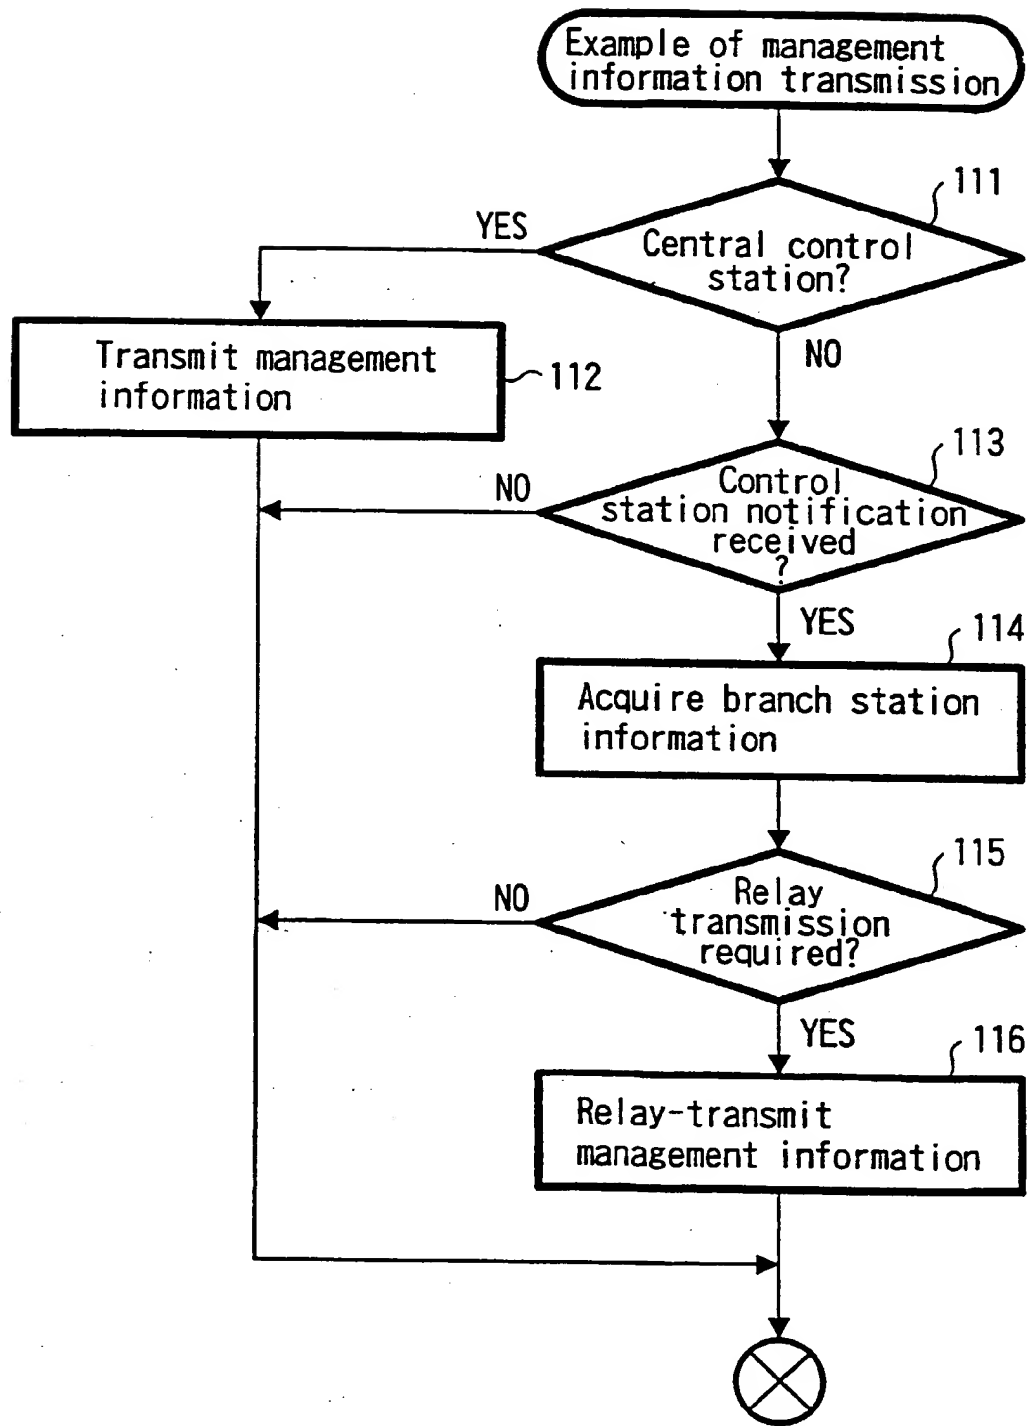 Example of management
information transmission
111
YES
Central control
station?
NO
Transmit management
information
112
113
NO
Control
station notification
received
?
YES
114
Acquire branch station
information
115
NO
Relay
transmission
required?
YES
116
Relay-transmit
management information